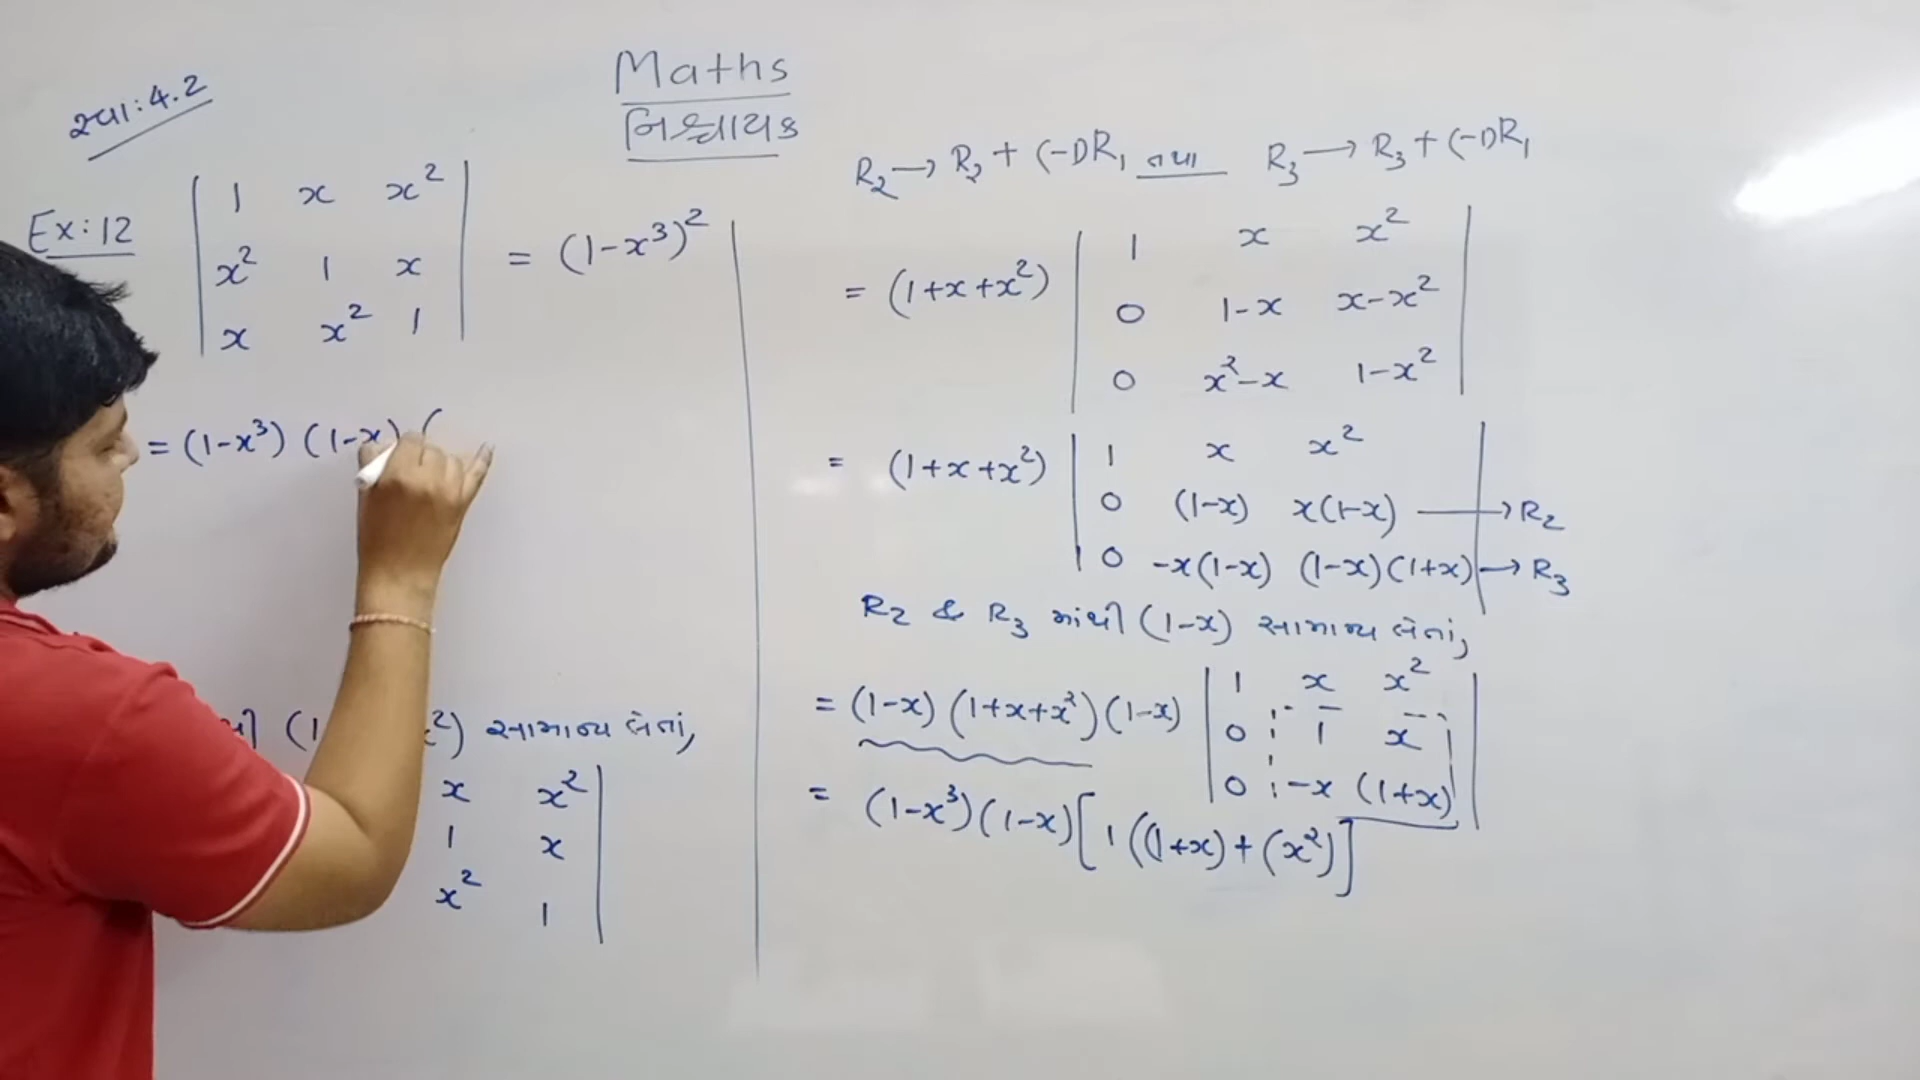 Maths
નિશ્ચાયક
સ્વા: 4.2
Ex: 12
| 1 x x² |
| x² 1 x | = (1-x³)²
| x x² 1 |
= (1-x³) (1-x) (
થી (1 x²) સામાન્ય લેતાં,
x x² |
1 x |
x² 1 |
R₂ → R₂ + (-1)R₁ તથા R₃ → R₃ + (-1)R₁
| 1 x x² |
= (1+x+x²) | 0 1-x x-x² |
| 0 x²-x 1-x² |
| 1 x x² |
= (1+x+x²) | 0 (1-x) x(1-x) | → R₂
| 0 -x(1-x) (1-x)(1+x) | → R₃
R₂ & R₃ માંથી (1-x) સામાન્ય લેતાં,
| 1 x x² |
= (1-x) (1+x+x²) (1-x) | 0 1 x |
| 0 -x (1+x) |
= (1-x³) (1-x) [ 1 ((1+x) + (x²) ]